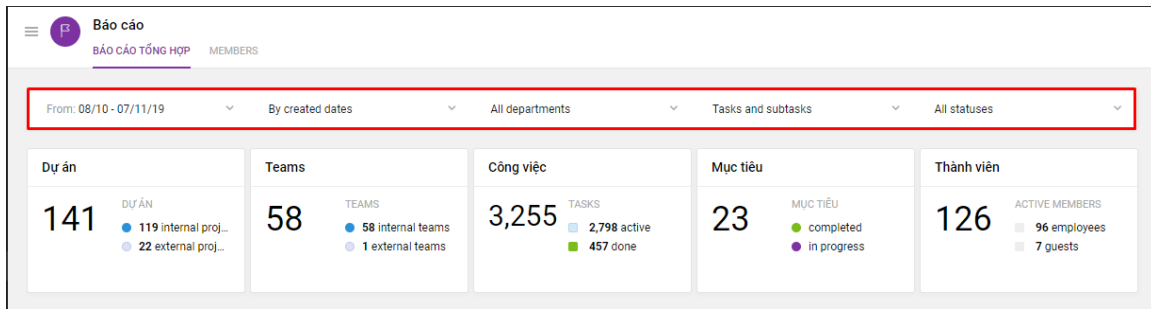 Báo cáo
BÁO CÁO TỔNG HỢP MEMBERS
From: 08/10 - 07/11/19 By created dates All departments Tasks and subtasks All statuses
Dự án
141
DỰ ÁN
119 internal proj...
22 external proj...
Teams
58
TEAMS
58 internal teams
1 external teams
Công việc
3,255
TASKS
2,798 active
457 done
Mục tiêu
23
MỤC TIÊU
completed
in progress
Thành viên
126
ACTIVE MEMBERS
96 employees
7 guests